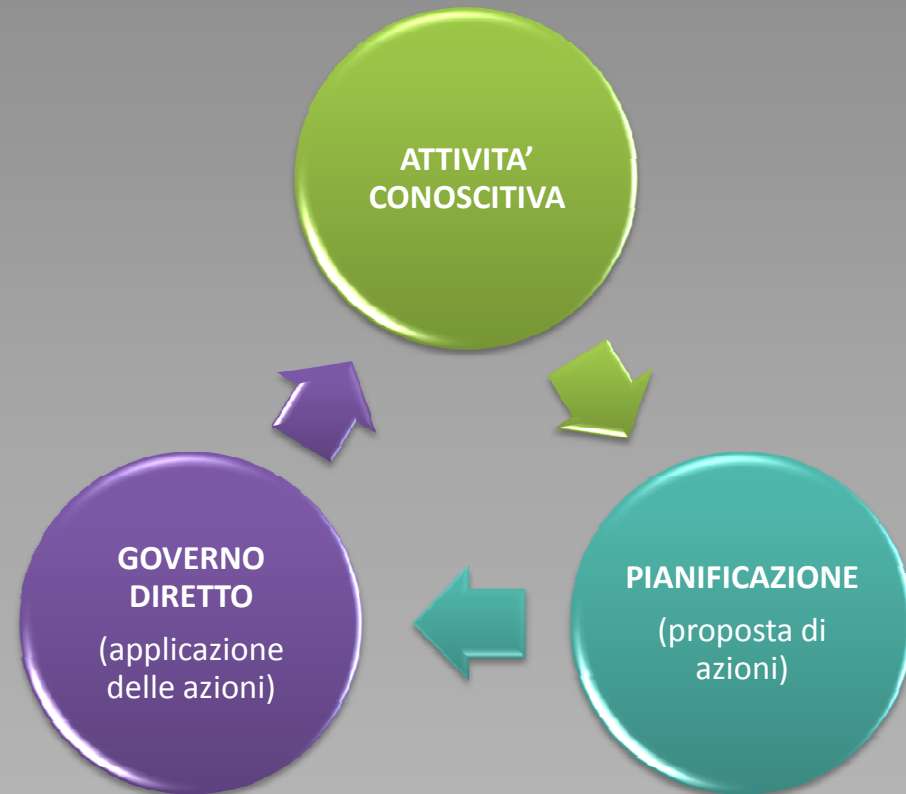 ATTIVITA’
CONOSCITIVA
PIANIFICAZIONE
(proposta di
azioni)
GOVERNO
DIRETTO
(applicazione
delle azioni)